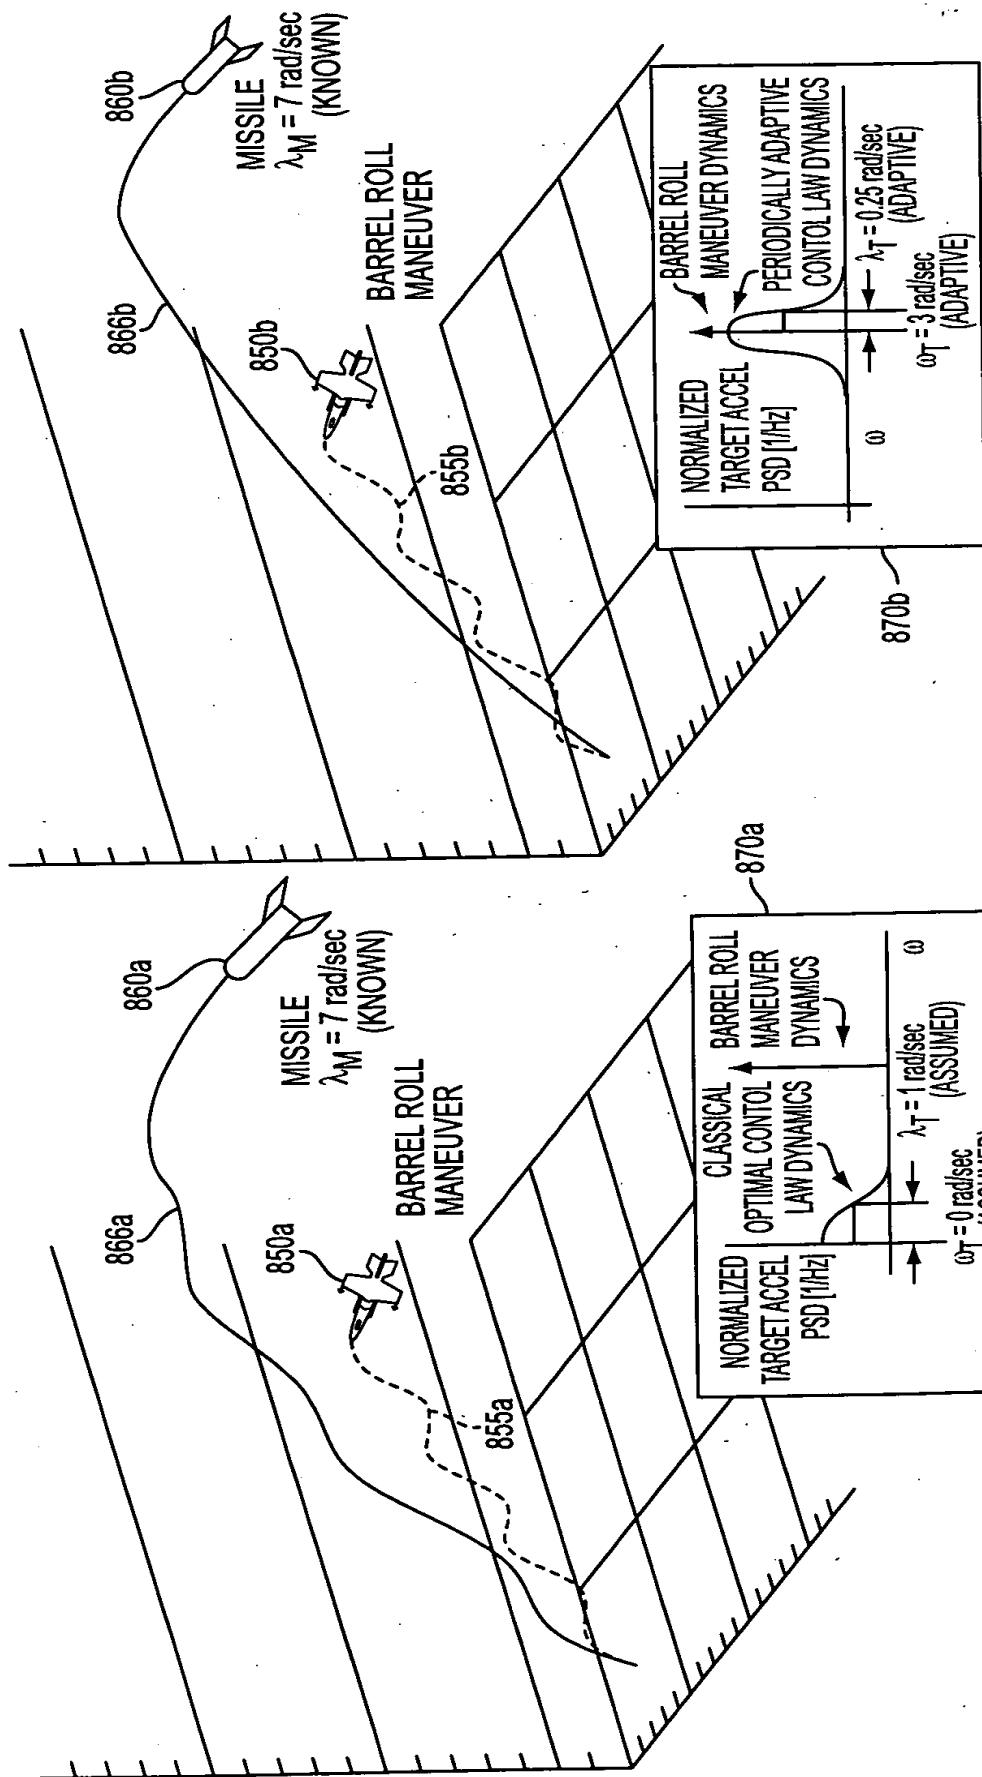 860a
MISSILE
λM = 7 rad/sec
(KNOWN)
866a
BARREL ROLL
MANEUVER
850a
855a
870a
NORMALIZED
TARGET ACCEL
PSD [1/Hz]
CLASSICAL
OPTIMAL CONTOL
LAW DYNAMICS
BARREL ROLL
MANEUVER
DYNAMICS
ω
λT = 1 rad/sec
(ASSUMED)
ωT = 0 rad/sec
860b
MISSILE
λM = 7 rad/sec
(KNOWN)
866b
BARREL ROLL
MANEUVER
850b
855b
870b
NORMALIZED
TARGET ACCEL
PSD [1/Hz]
BARREL ROLL
MANEUVER DYNAMICS
PERIODICALLY ADAPTIVE
CONTOL LAW DYNAMICS
ω
λT = 0.25 rad/sec
(ADAPTIVE)
ωT = 3 rad/sec
(ADAPTIVE)